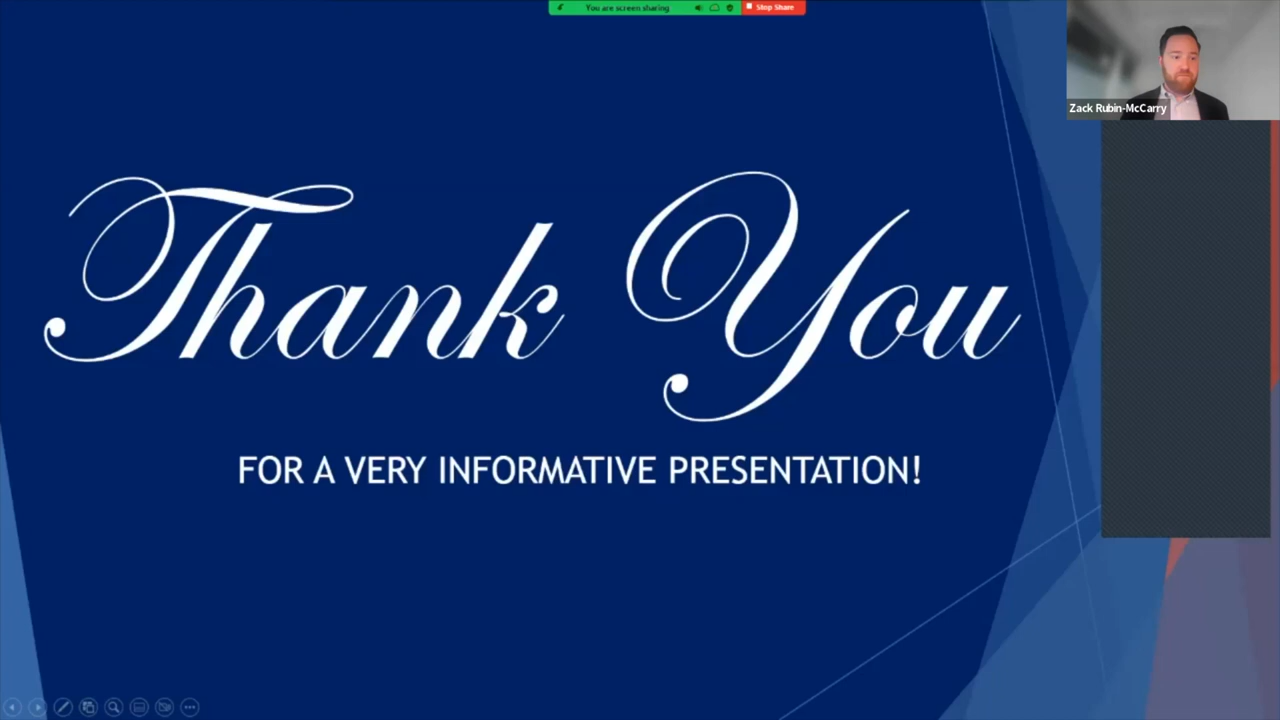 You are screen sharing
Stop Share
Zack Rubin-McCarry
Thank You
FOR A VERY INFORMATIVE PRESENTATION!